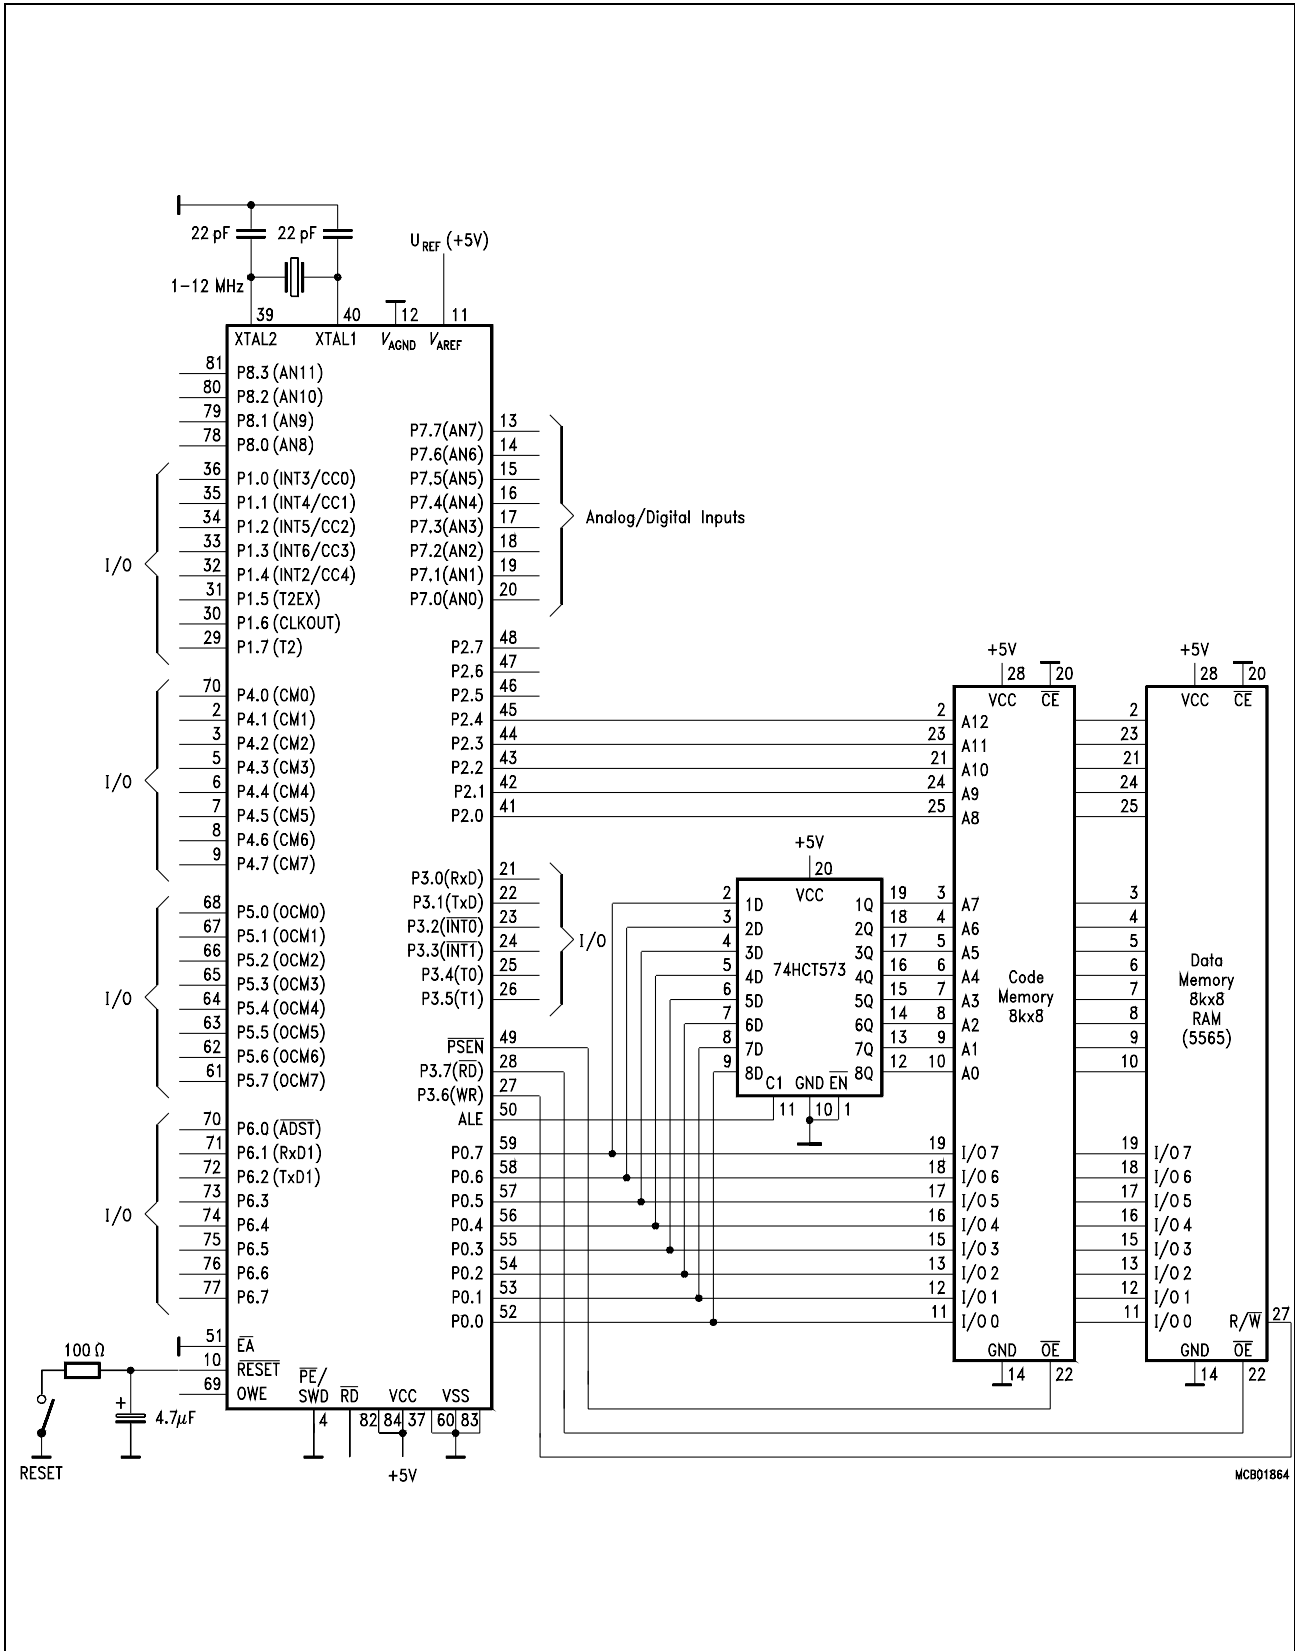 22 pF 22 pF
U REF (+5V)
1–12 MHz
39 40 12 11
XTAL2 XTAL1 VAGND VAREF
81 P8.3 (AN11)
80 P8.2 (AN10)
79 P8.1 (AN9)
78 P8.0 (AN8)
I/O
36 P1.0 (INT3/CC0)
35 P1.1 (INT4/CC1)
34 P1.2 (INT5/CC2)
33 P1.3 (INT6/CC3)
32 P1.4 (INT2/CC4)
31 P1.5 (T2EX)
30 P1.6 (CLKOUT)
29 P1.7 (T2)
I/O
70 P4.0 (CM0)
2 P4.1 (CM1)
3 P4.2 (CM2)
5 P4.3 (CM3)
6 P4.4 (CM4)
7 P4.5 (CM5)
8 P4.6 (CM6)
9 P4.7 (CM7)
I/O
68 P5.0 (OCM0)
67 P5.1 (OCM1)
66 P5.2 (OCM2)
65 P5.3 (OCM3)
64 P5.4 (OCM4)
63 P5.5 (OCM5)
62 P5.6 (OCM6)
61 P5.7 (OCM7)
I/O
70 P6.0 (ADST)
71 P6.1 (RxD1)
72 P6.2 (TxD1)
73 P6.3
74 P6.4
75 P6.5
76 P6.6
77 P6.7
51 EA
10 RESET
69 OWE
100 Ω
+
4.7µF
RESET
PE/
SWD RD VCC VSS
4 82 84 37 60 83
+5V
P7.7(AN7) 13
P7.6(AN6) 14
P7.5(AN5) 15
P7.4(AN4) 16
P7.3(AN3) 17
P7.2(AN2) 18
P7.1(AN1) 19
P7.0(AN0) 20
Analog/Digital Inputs
P2.7 48
P2.6 47
P2.5 46
P2.4 45
P2.3 44
P2.2 43
P2.1 42
P2.0 41
P3.0(RxD) 21
P3.1(TxD) 22
P3.2(INT0) 23
P3.3(INT1) 24
P3.4(T0) 25
P3.5(T1) 26
I/O
PSEN 49
P3.7(RD) 28
P3.6(WR) 27
ALE 50
P0.7 59
P0.6 58
P0.5 57
P0.4 56
P0.3 55
P0.2 54
P0.1 53
P0.0 52
+5V
20
VCC
2 1D 1Q 19
3 2D 2Q 18
4 3D 3Q 17
5 4D 4Q 16
6 5D 5Q 15
7 6D 6Q 14
8 7D 7Q 13
9 8D 8Q 12
74HCT573
C1 GND EN
11 10 1
+5V
28 20
VCC CE
2 A12
23 A11
21 A10
24 A9
25 A8
3 A7
4 A6
5 A5
6 A4
7 A3
8 A2
9 A1
10 A0
Code
Memory
8kx8
19 I/O 7
18 I/O 6
17 I/O 5
16 I/O 4
15 I/O 3
13 I/O 2
12 I/O 1
11 I/O 0
GND OE
14 22
+5V
28 20
VCC CE
2
23
21
24
25
3
4
5
6
7
8
9
10
Data
Memory
8kx8
RAM
(5565)
19 I/O 7
18 I/O 6
17 I/O 5
16 I/O 4
15 I/O 3
13 I/O 2
12 I/O 1
11 I/O 0
R/W 27
GND OE
14 22
MCB01864